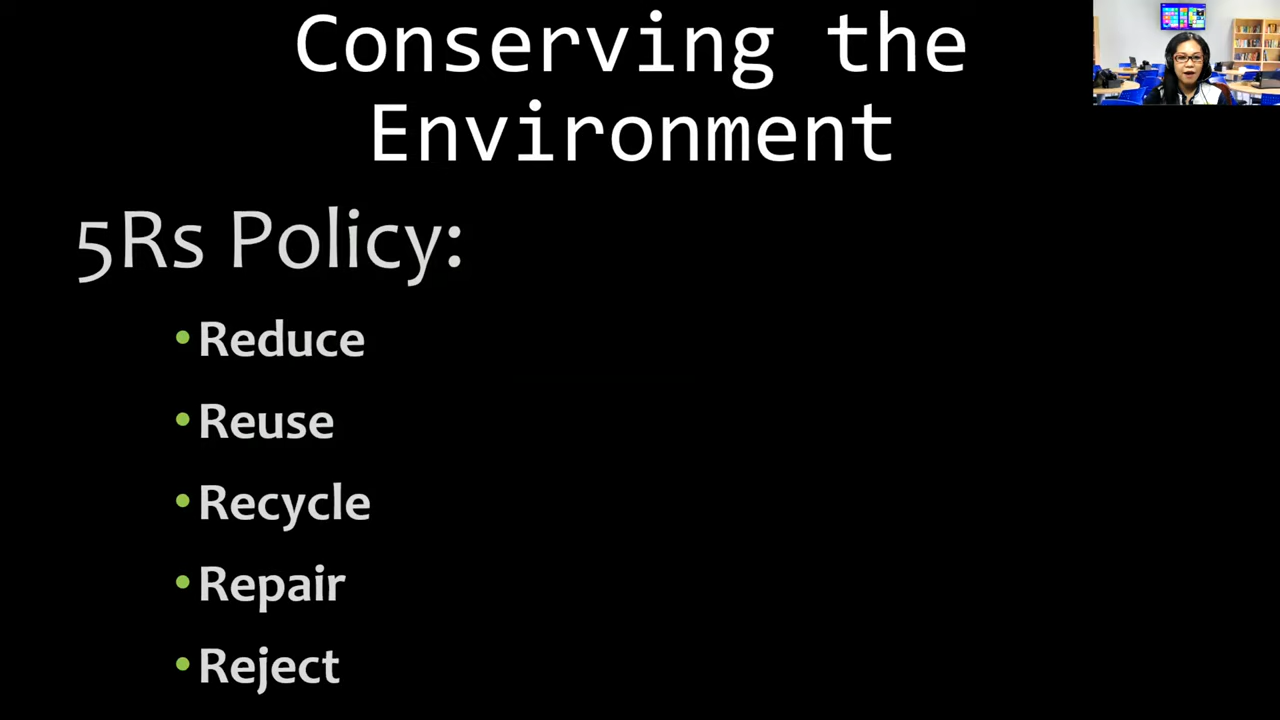 Conserving the
Environment
5Rs Policy:
• Reduce
• Reuse
• Recycle
• Repair
• Reject